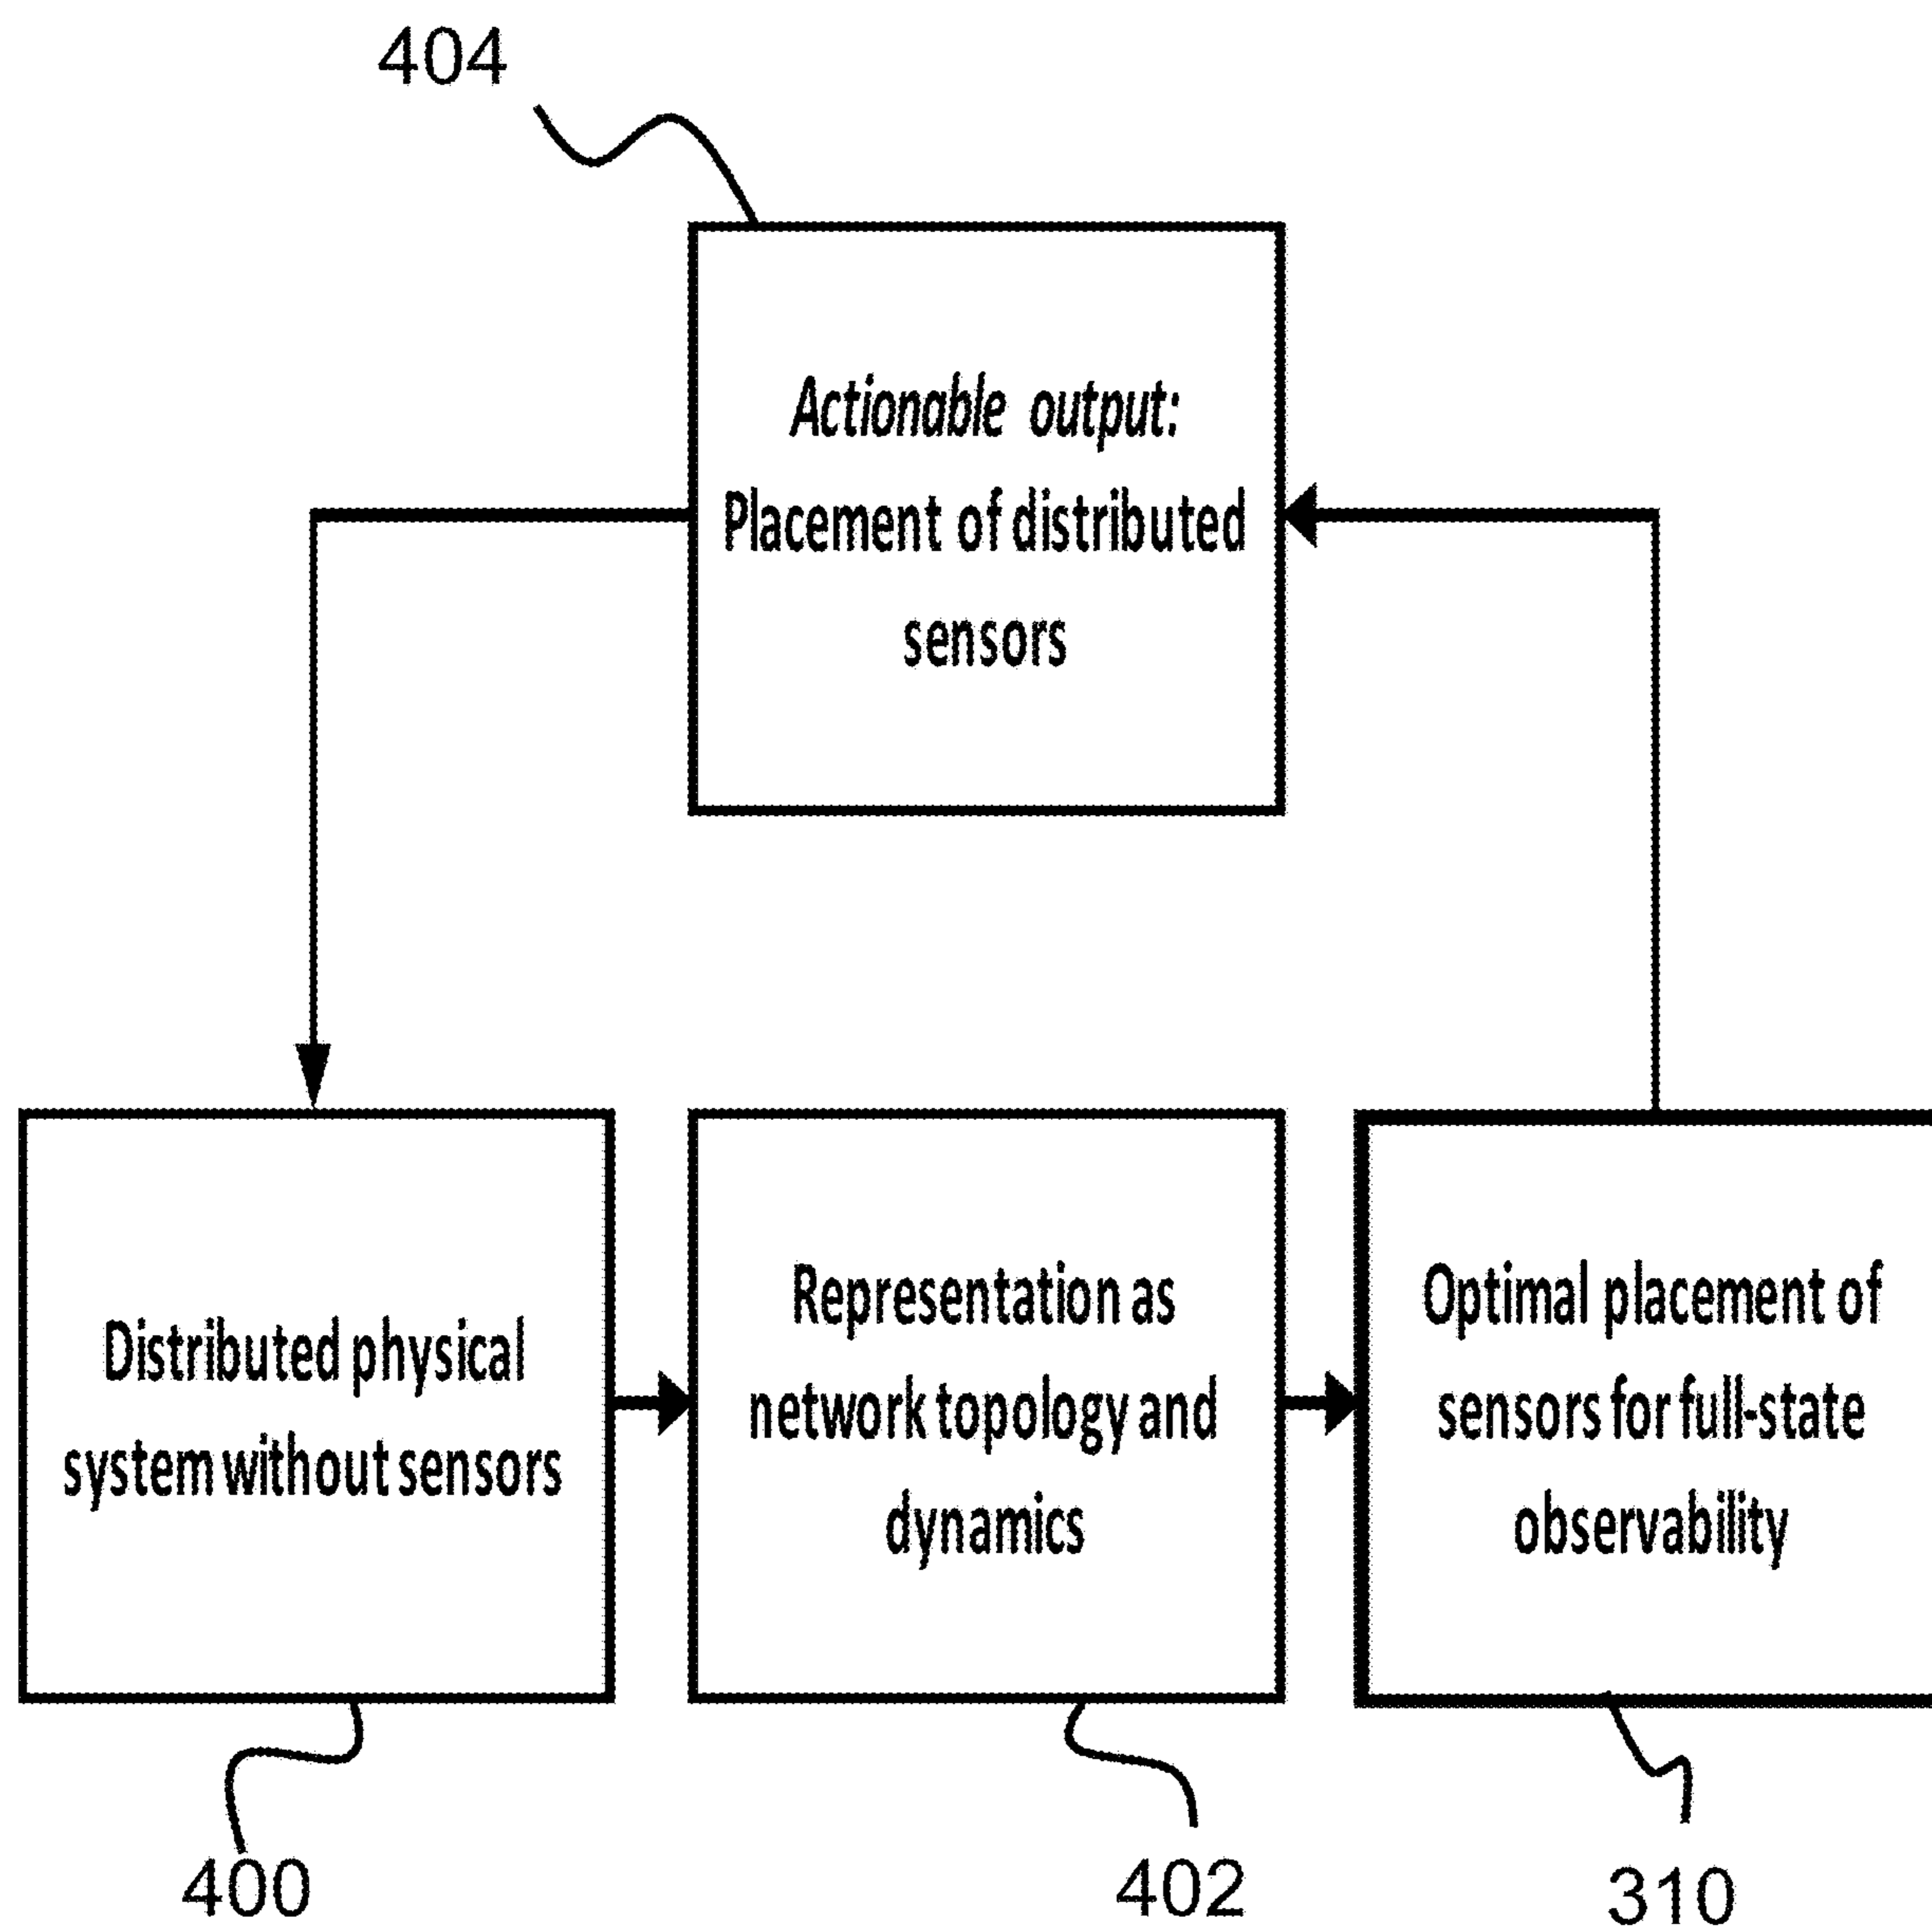 404
Actionable output:
Placement of distributed
sensors
Distributed physical
system without sensors
Representation as
network topology and
dynamics
Optimal placement of
sensors for full-state
observability
400
402
310